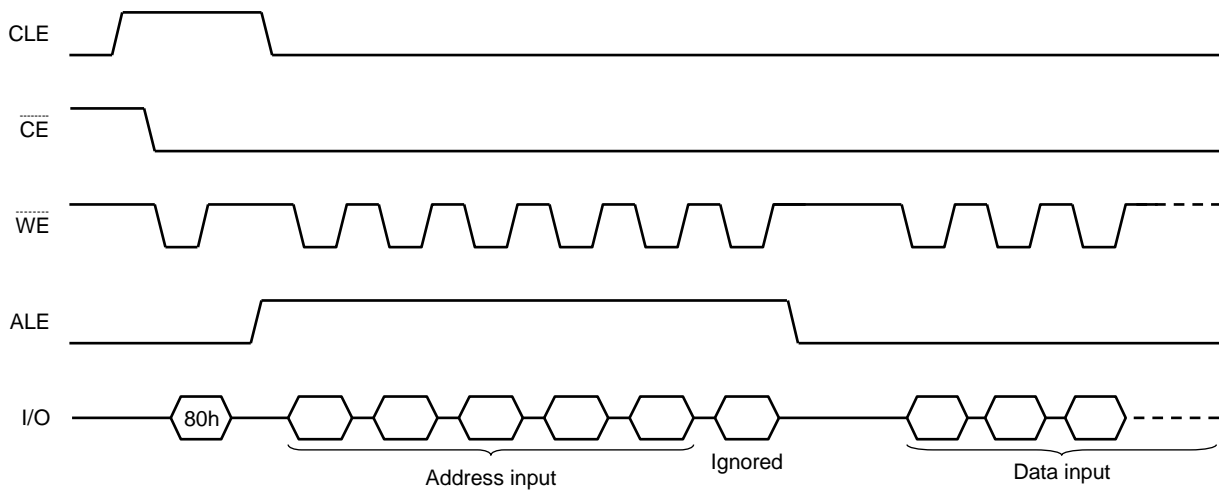 CLE
CE
WE
ALE
I/O
80h
Address input
Ignored
Data input